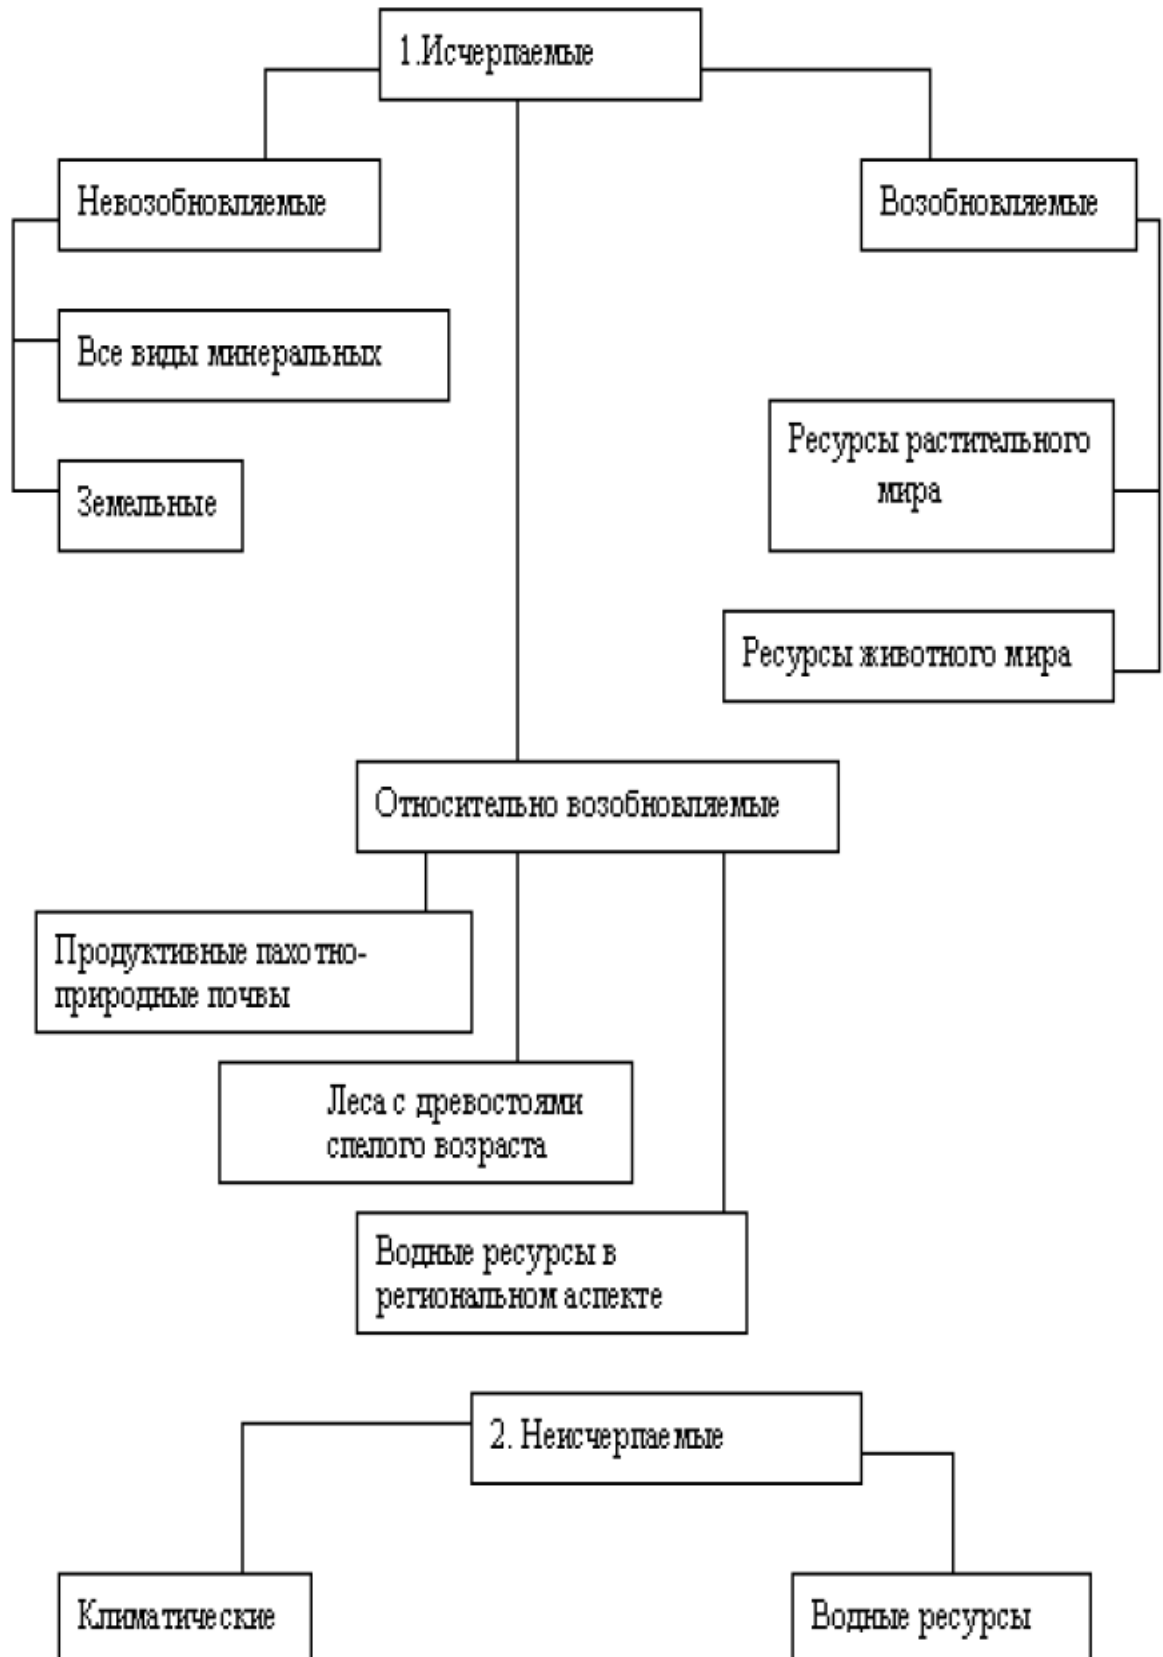 1.Исчерпаемые
Невозобновляемые
Возобновляемые
Все виды минеральных
Ресурсы растительного
мира
Земельные
Ресурсы животного мира
Относительно возобновляемые
Продуктивные пахотно-
природные почвы
Леса с древостоями
спелого возраста
Водные ресурсы в
региональном аспекте
2. Неисчерпаемые
Климатические
Водные ресурсы